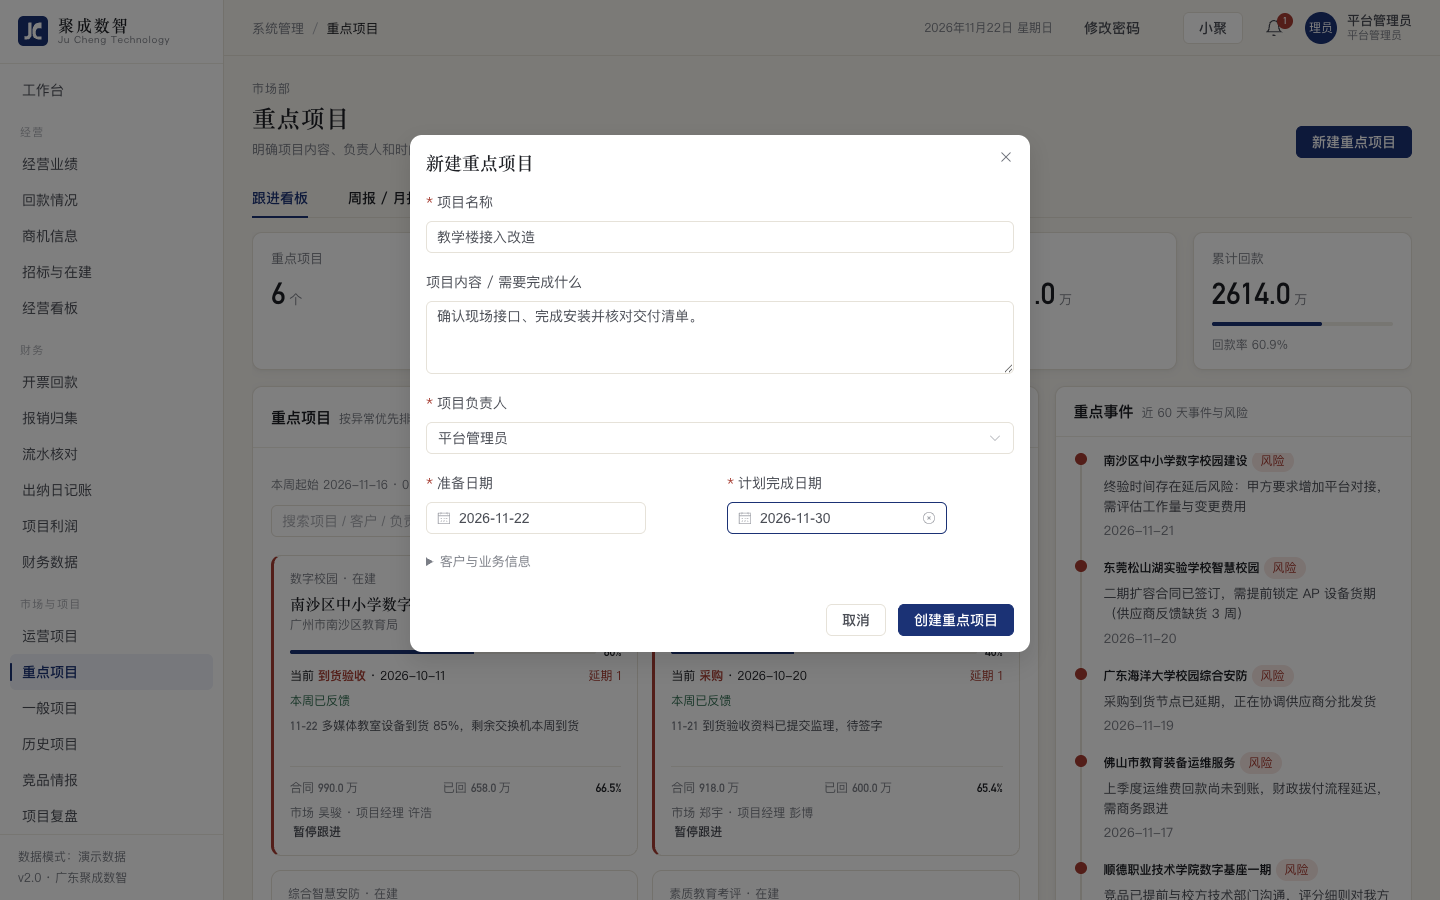 聚成数智
Ju Cheng Technology
系统管理 / 重点项目
2026年11月22日 星期日
修改密码
小聚
1
理员
平台管理员
平台管理员
工作台
经营
经营业绩
回款情况
商机信息
招标与在建
经营看板
财务
开票回款
报销归集
流水核对
出纳日记账
项目利润
财务数据
市场与项目
运营项目
重点项目
一般项目
历史项目
竞品情报
项目复盘
数据模式：演示数据
v2.0 · 广东聚成数智
市场部
重点项目
明确项目内容、负责人和时
新建重点项目
跟进看板
周报 / 月
重点项目
6 个
.0 万
累计回款
2614.0 万
回款率 60.9%
重点项目 按异常优先排
本周起始 2026-11-16 · 0
搜索项目 / 客户 / 负责
数字校园 · 在建
南沙区中小学数字
广州市南沙区教育局
60%
当前 到货验收 · 2026-10-11
延期 1
本周已反馈
11-22 多媒体教室设备到货 85%，剩余交换机本周到货
合同 990.0 万
已回 658.0 万
66.5%
市场 吴骏 · 项目经理 许浩
暂停跟进
40%
当前 采购 · 2026-10-20
延期 1
本周已反馈
11-21 到货验收资料已提交监理，待签字
合同 918.0 万
已回 600.0 万
65.4%
市场 郑宇 · 项目经理 彭博
暂停跟进
综合智慧安防 · 在建
素质教育考评 · 在建
重点事件 近 60 天事件与风险
南沙区中小学数字校园建设 风险
终验时间存在延后风险：甲方要求增加平台对接，
需评估工作量与变更费用
2026-11-21
东莞松山湖实验学校智慧校园 风险
二期扩容合同已签订，需提前锁定 AP 设备货期
（供应商反馈缺货 3 周）
2026-11-20
广东海洋大学校园综合安防 风险
采购到货节点已延期，正在协调供应商分批发货
2026-11-19
佛山市教育装备运维服务 风险
上季度运维费回款尚未到账，财政拨付流程延迟，
需商务跟进
2026-11-17
顺德职业技术学院数字基座一期 风险
竞品已提前与校方技术部门沟通，评分细则对我方
新建重点项目
* 项目名称
教学楼接入改造
项目内容 / 需要完成什么
确认现场接口、完成安装并核对交付清单。
* 项目负责人
平台管理员
* 准备日期
2026-11-22
* 计划完成日期
2026-11-30
客户与业务信息
取消
创建重点项目